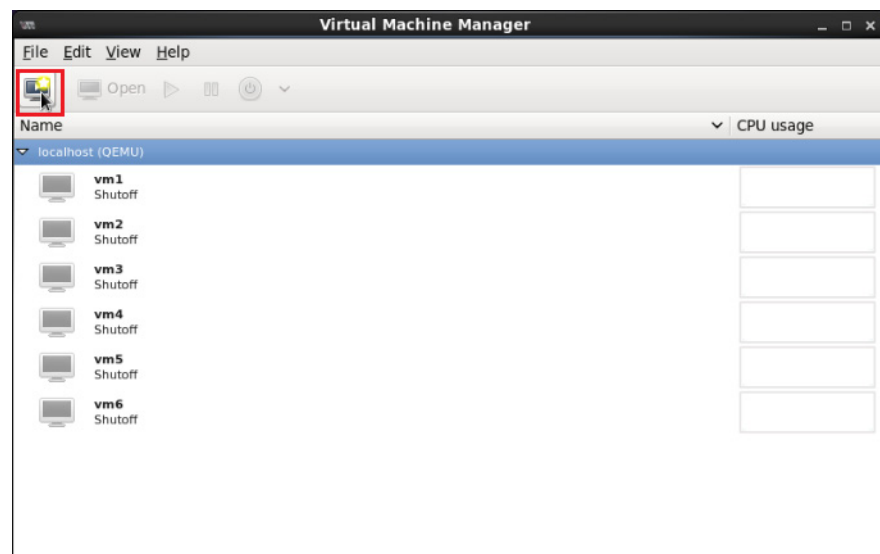 Virtual Machine Manager
File Edit View Help
Open
Name CPU usage
localhost (QEMU)
vm1
Shutoff
vm2
Shutoff
vm3
Shutoff
vm4
Shutoff
vm5
Shutoff
vm6
Shutoff